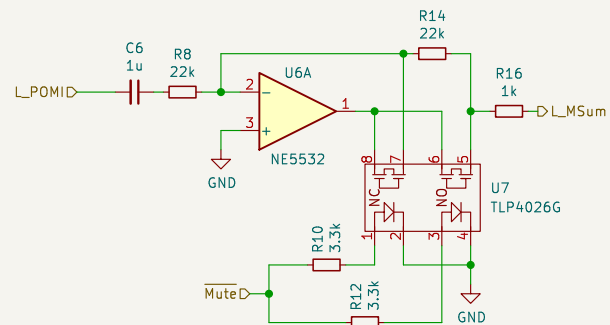 R14
22k
C6
1u
R8
22k
U6A
R16
1k
L_POMI
2
−
1
L_MSum
3
+
NE5532
GND
8
7
6
5
NC
NO
U7
TLP4026G
1
2
3
4
R10
3.3k
Mute
R12
3.3k
GND